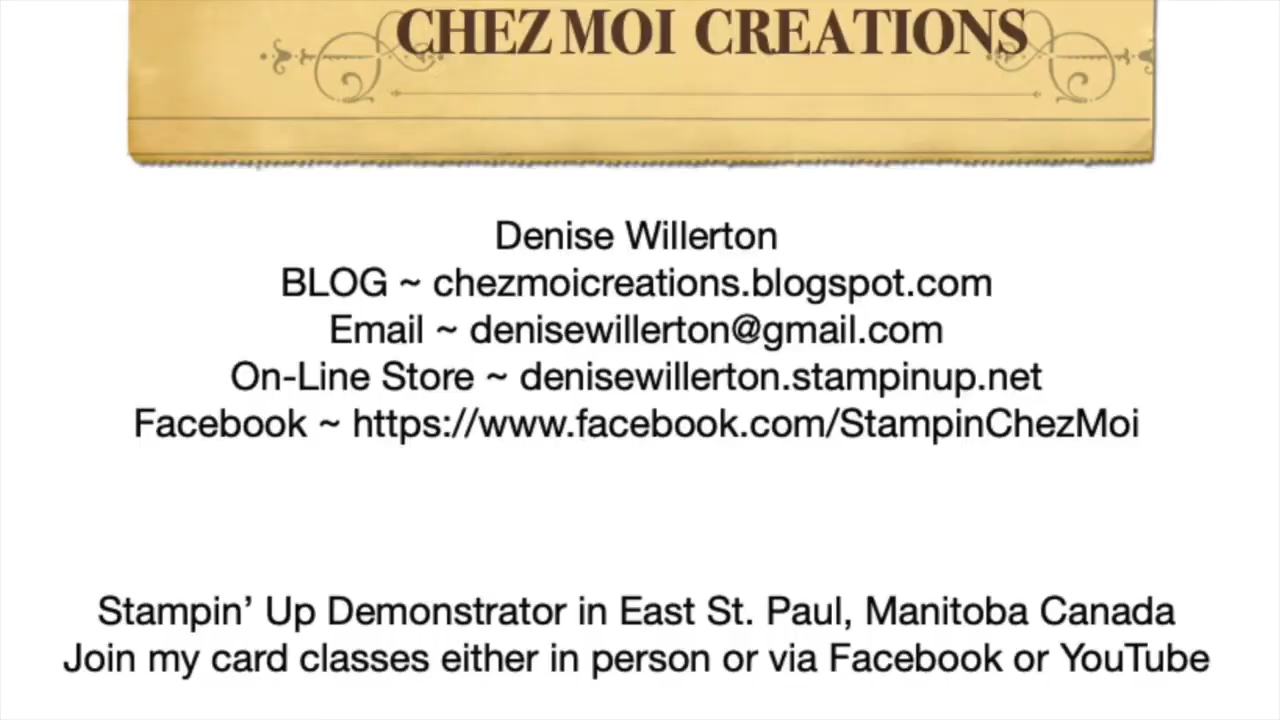 CHEZ MOI CREATIONS
Denise Willerton
BLOG ~ chezmoicreations.blogspot.com
Email ~ denisewillerton@gmail.com
On-Line Store ~ denisewillerton.stampinup.net
Facebook ~ https://www.facebook.com/StampinChezMoi
Stampin’ Up Demonstrator in East St. Paul, Manitoba Canada
Join my card classes either in person or via Facebook or YouTube